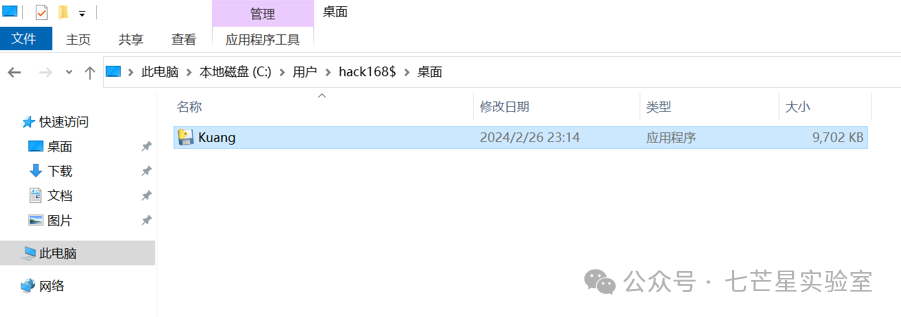 管理 桌面
文件 主页 共享 查看 应用程序工具
此电脑 本地磁盘 (C:) 用户 hack168$ 桌面
名称 修改日期 类型 大小
快速访问
Kuang 2024/2/26 23:14 应用程序 9,702 KB
桌面
下载
文档
图片
此电脑
网络
公众号 · 七芒星实验室